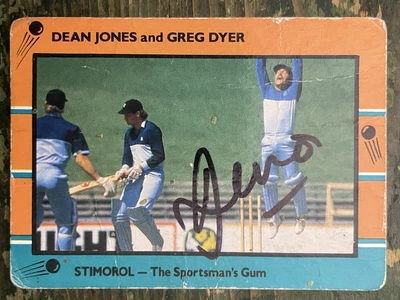 DEAN JONES and GREG DYER
STIMOROL — The Sportsman's Gum